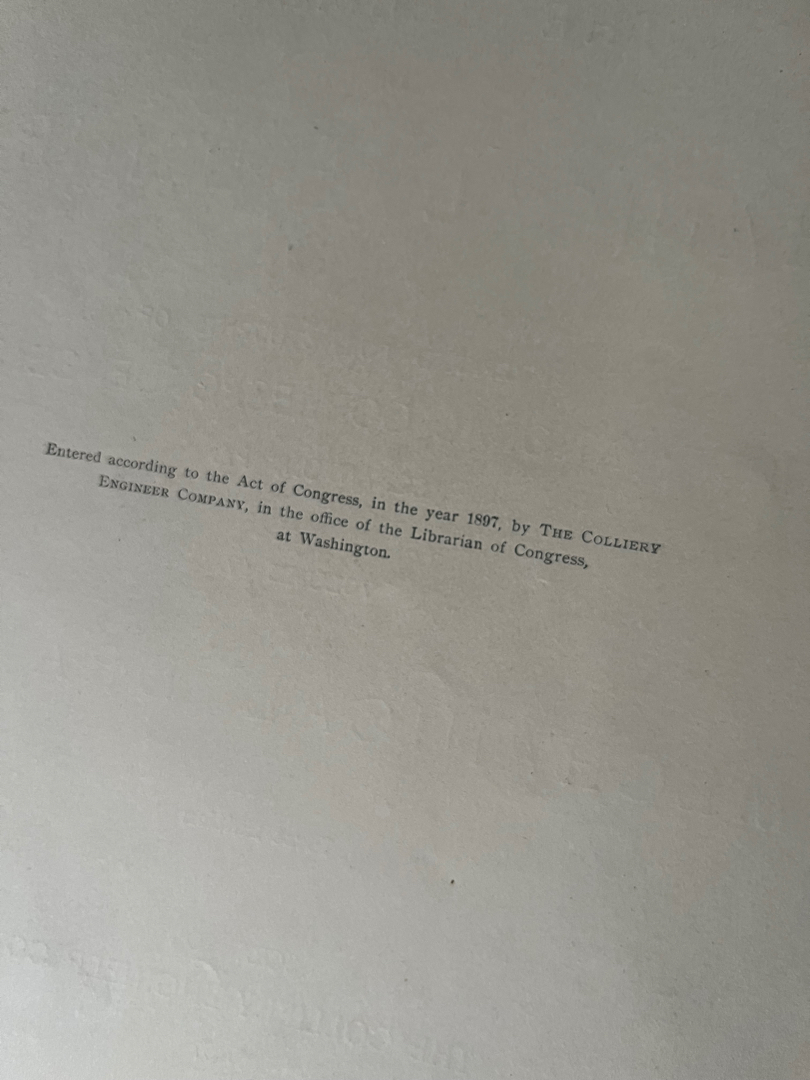 Entered according to the Act of Congress, in the year 1897, by THE COLLIERY
ENGINEER COMPANY, in the office of the Librarian of Congress,
at Washington.